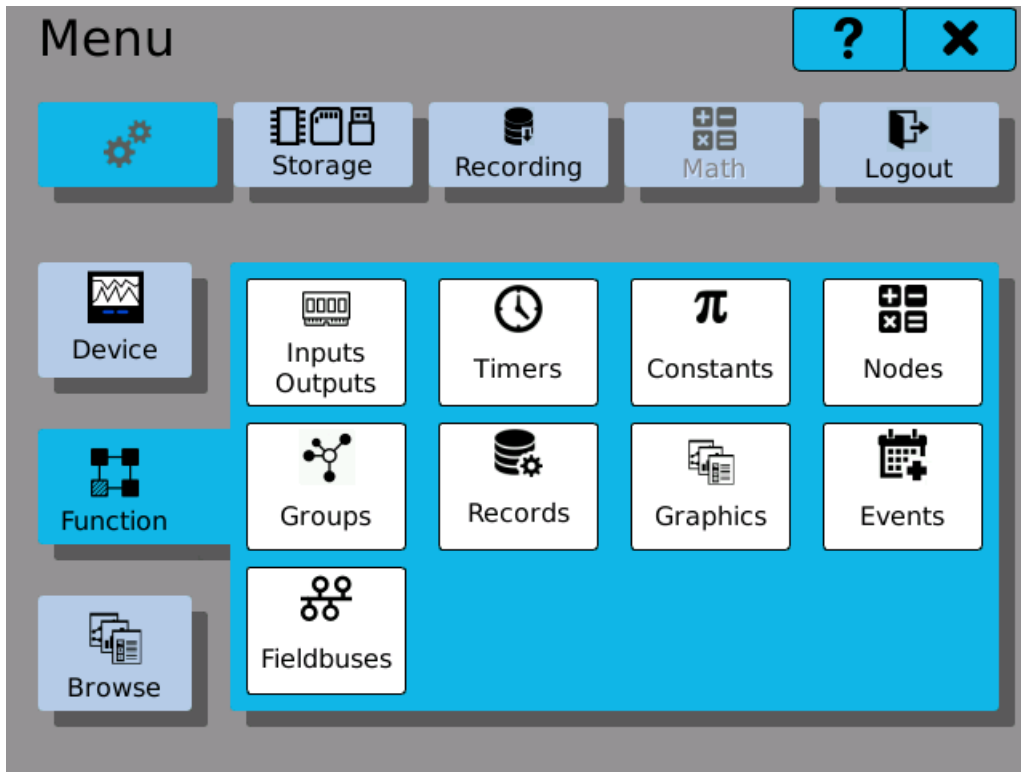 Menu
?
Storage
Recording
Math
Logout
Device
Inputs
Outputs
Timers
π
Constants
Nodes
Function
Groups
Records
Graphics
Events
Fieldbuses
Browse